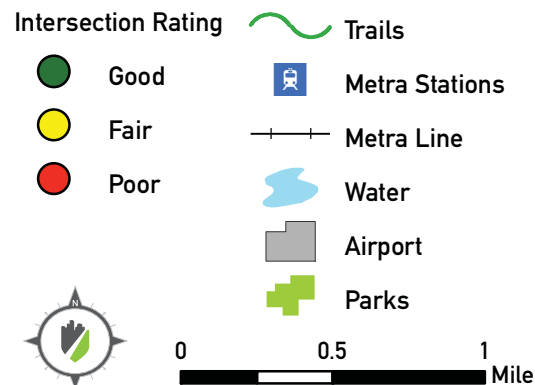 Intersection Rating
Good
Fair
Poor
Trails
Metra Stations
Metra Line
Water
Airport
Parks
N
0 0.5 1
Mile